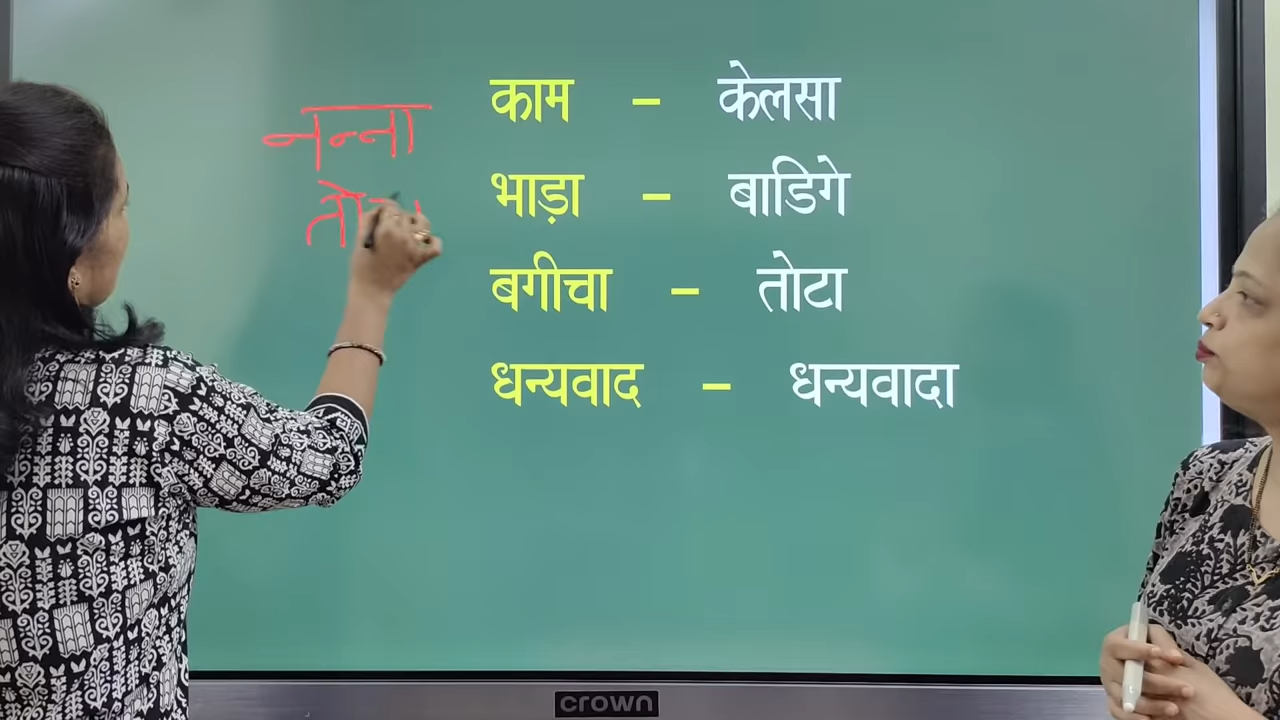 नन्ना
काम – केलसा
भाड़ा – बाडिगे
बगीचा – तोटा
धन्यवाद – धन्यवादा
crown